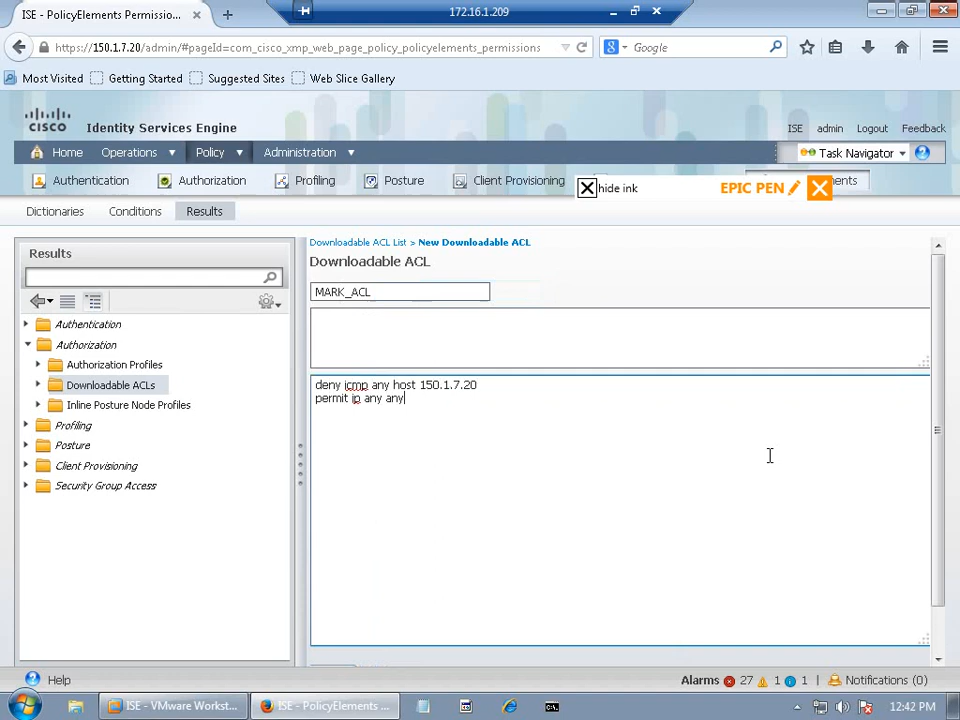 ISE - PolicyElements Permissio...
172.16.1.209
https://150.1.7.20/admin/#pageId=com_cisco_xmp_web_page_policy_policyelements_permissions
Google
Most Visited
Getting Started
Suggested Sites
Web Slice Gallery
CISCO
Identity Services Engine
ISE
admin
Logout
Feedback
Home
Operations
Policy
Administration
Task Navigator
Authentication
Authorization
Profiling
Posture
Client Provisioning
hide ink
EPIC PEN
ements
Dictionaries
Conditions
Results
Results
Authentication
Authorization
Authorization Profiles
Downloadable ACLs
Inline Posture Node Profiles
Profiling
Posture
Client Provisioning
Security Group Access
Downloadable ACL List > New Downloadable ACL
Downloadable ACL
MARK_ACL
deny icmp any host 150.1.7.20
permit ip any any
Help
Alarms 27 1 1
Notifications (0)
ISE - VMware Workst...
ISE - PolicyElements ...
12:42 PM